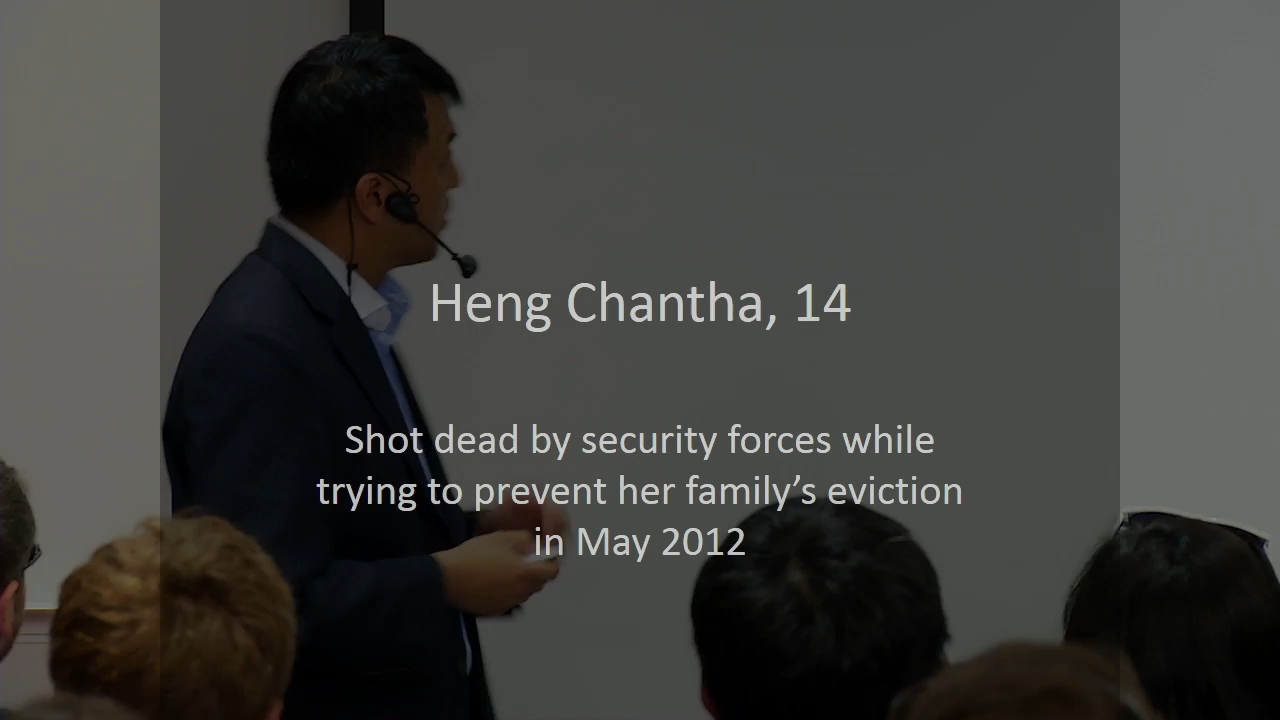 Heng Chantha, 14
Shot dead by security forces while
trying to prevent her family’s eviction
in May 2012